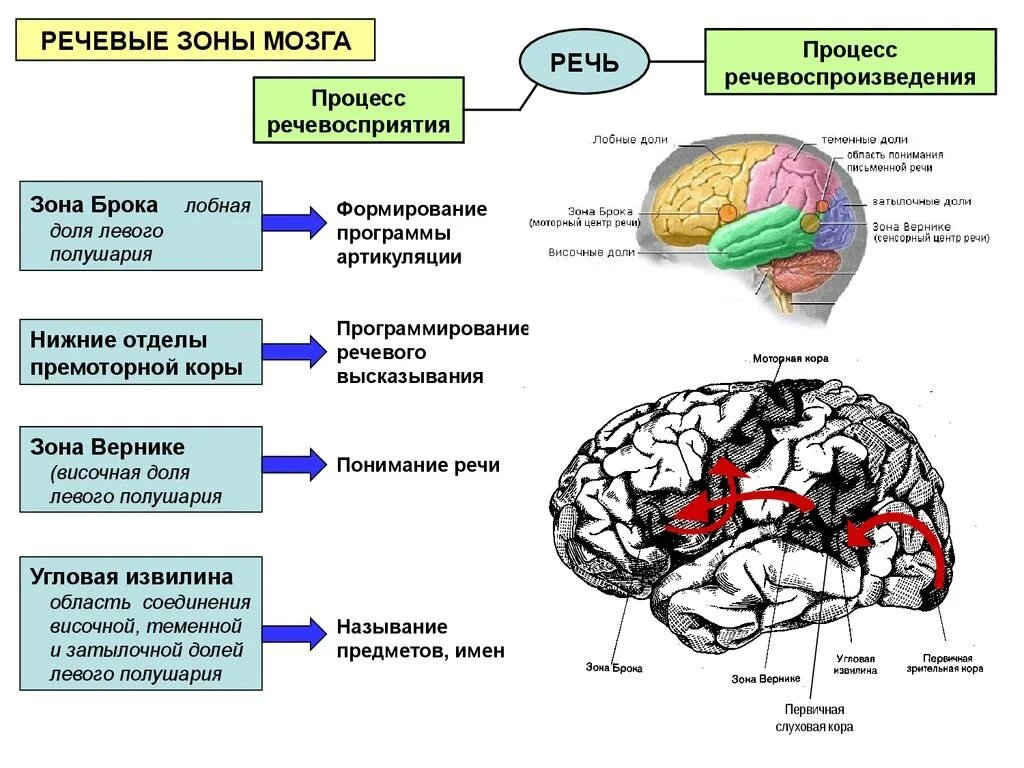 РЕЧЕВЫЕ ЗОНЫ МОЗГА
РЕЧЬ
Процесс
речевоспроизведения
Процесс
речевосприятия
Зона Брока лобная
доля левого
полушария
Формирование
программы
артикуляции
Нижние отделы
премоторной коры
Программирование
речевого
высказывания
Зона Вернике
(височная доля
левого полушария
Понимание речи
Угловая извилина
область соединения
височной, теменной
и затылочной долей
левого полушария
Называние
предметов, имен
Лобные доли
теменные доли
область понимания
письменной речи
затылочные доли
Зона Брока
(моторный центр речи)
Зона Вернике
(сенсорный центр речи)
Височные доли
Моторная кора
Зона Брока
Зона Вернике
Угловая
извилина
Первичная
зрительная кора
Первичная
слуховая кора